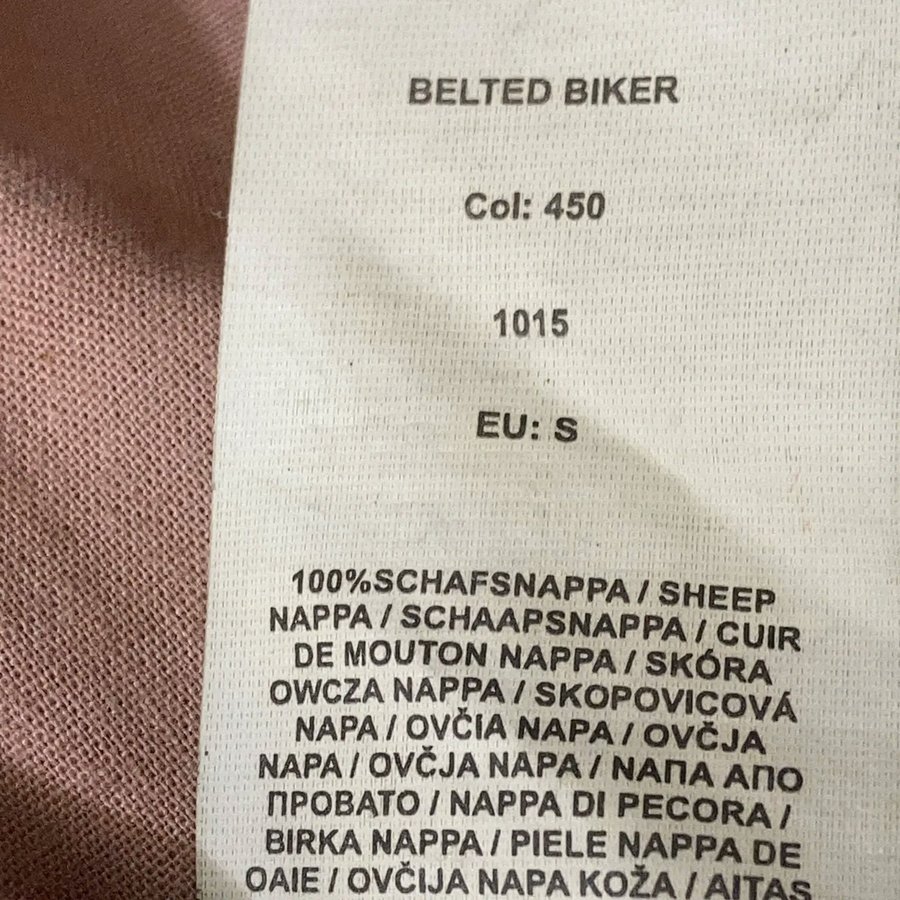 BELTED BIKER
Col: 450
1015
EU: S
100%SCHAFSNAPPA / SHEEP
NAPPA / SCHAAPSNAPPA / CUIR
DE MOUTON NAPPA / SKÓRA
OWCZA NAPPA / SKOPOVICOVÁ
NAPA / OVČIA NAPA / OVČJA
NAPA / OVČJA NAPA / ΝΑΠΑ ΑΠΟ
ΠΡΟΒΑΤΟ / NAPPA DI PECORA /
BIRKA NAPPA / PIELE NAPPA DE
OAIE / OVČIJA NAPA KOŽA / AITAS